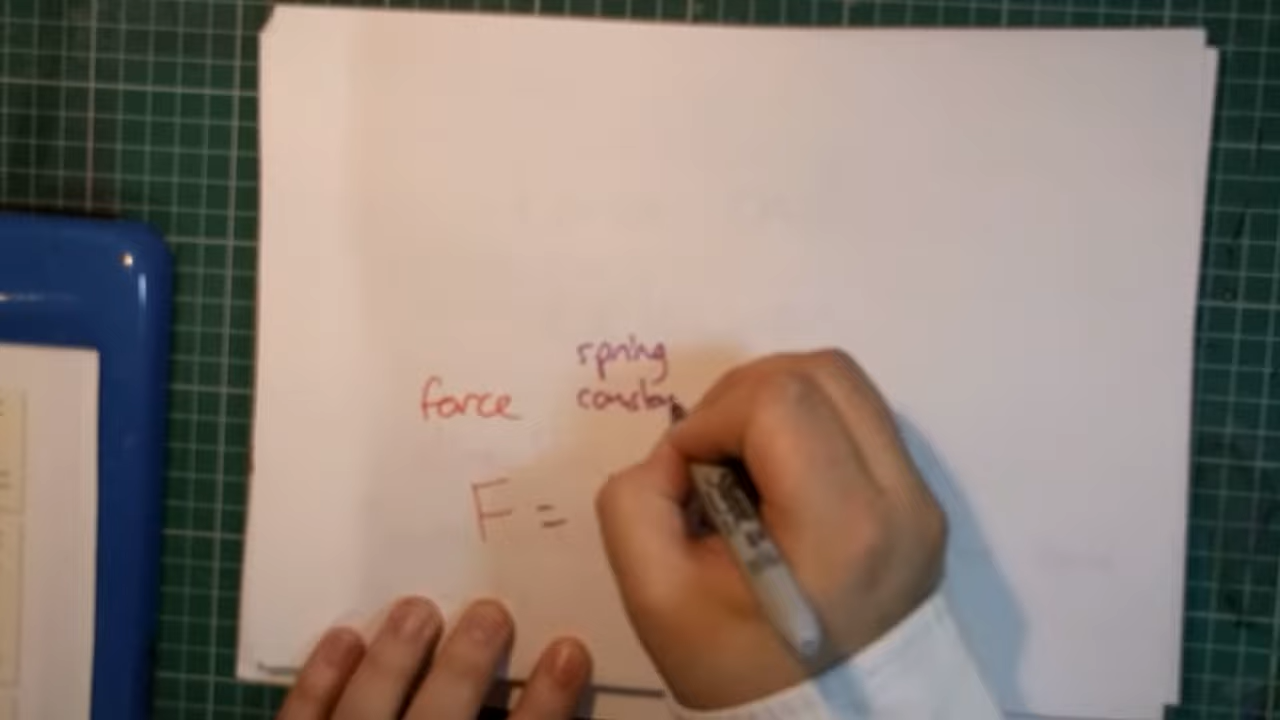 spring
force
F =